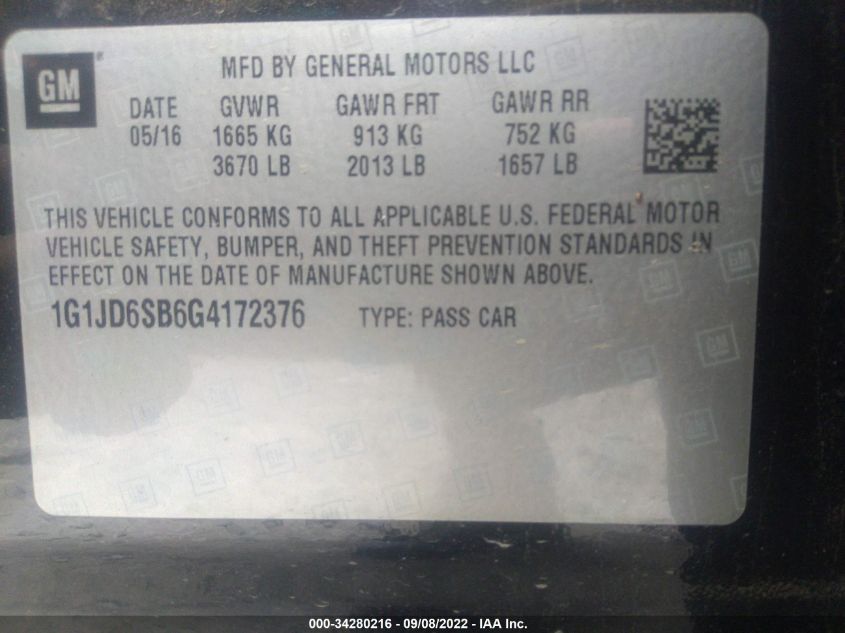 GM®
MFD BY GENERAL MOTORS LLC
DATE GVWR GAWR FRT GAWR RR
05/16 1665 KG 913 KG 752 KG
3670 LB 2013 LB 1657 LB
THIS VEHICLE CONFORMS TO ALL APPLICABLE U.S. FEDERAL MOTOR
VEHICLE SAFETY, BUMPER, AND THEFT PREVENTION STANDARDS IN
EFFECT ON THE DATE OF MANUFACTURE SHOWN ABOVE.
1G1JD6SB6G4172376 TYPE: PASS CAR
000-34280216 - 09/08/2022 - IAA Inc.